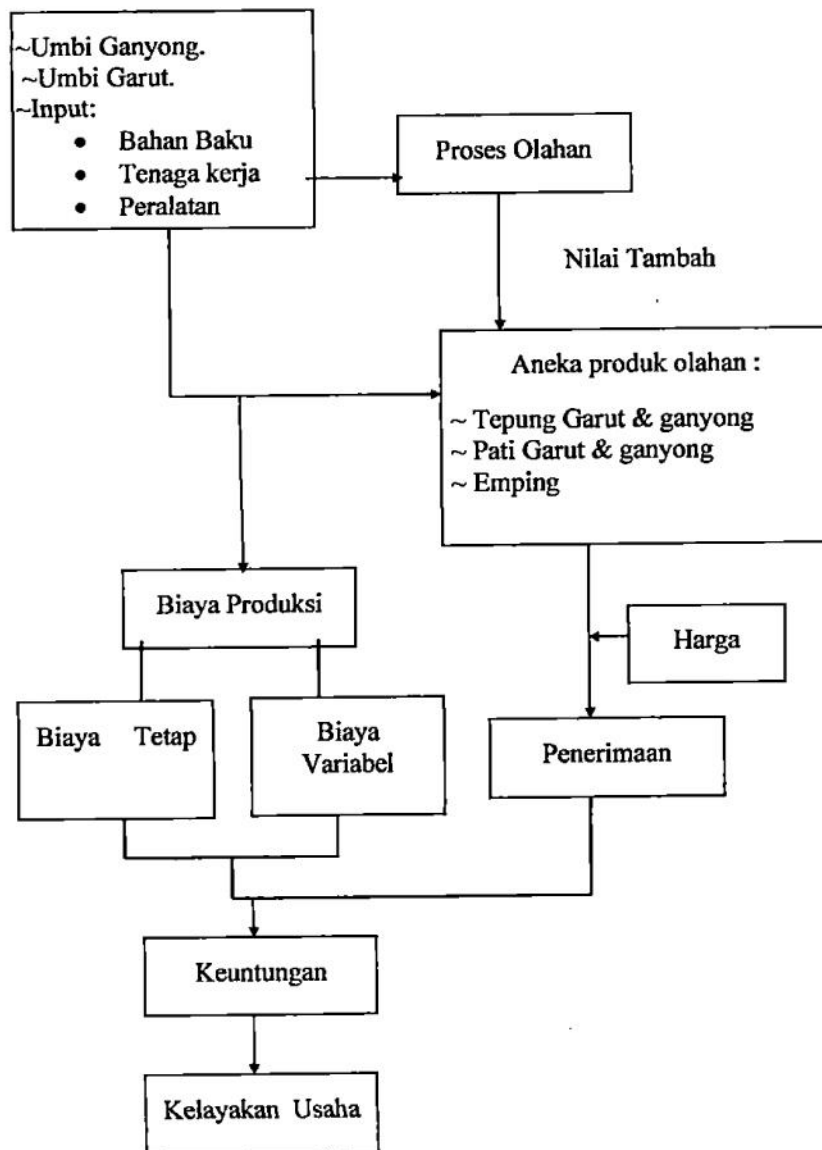 ~Umbi Ganyong.
~Umbi Garut.
~Input:
• Bahan Baku
• Tenaga kerja
• Peralatan
Proses Olahan
Nilai Tambah
Aneka produk olahan :
~ Tepung Garut & ganyong
~ Pati Garut & ganyong
~ Emping
Biaya Produksi
Harga
Biaya Tetap
Biaya
Variabel
Penerimaan
Keuntungan
Kelayakan Usaha